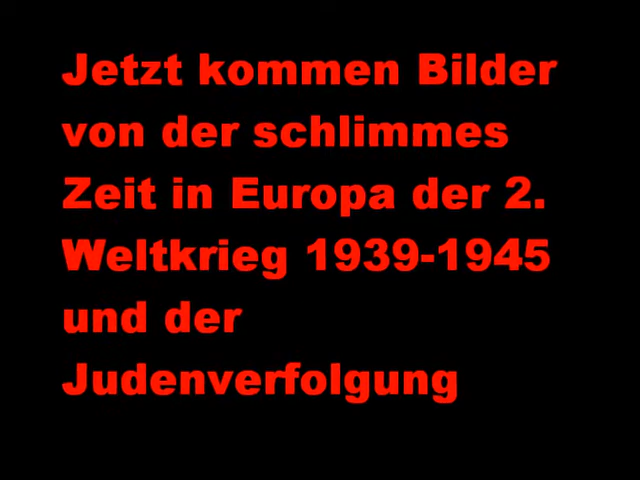 Jetzt kommen Bilder
von der schlimmes
Zeit in Europa der 2.
Weltkrieg 1939-1945
und der
Judenverfolgung